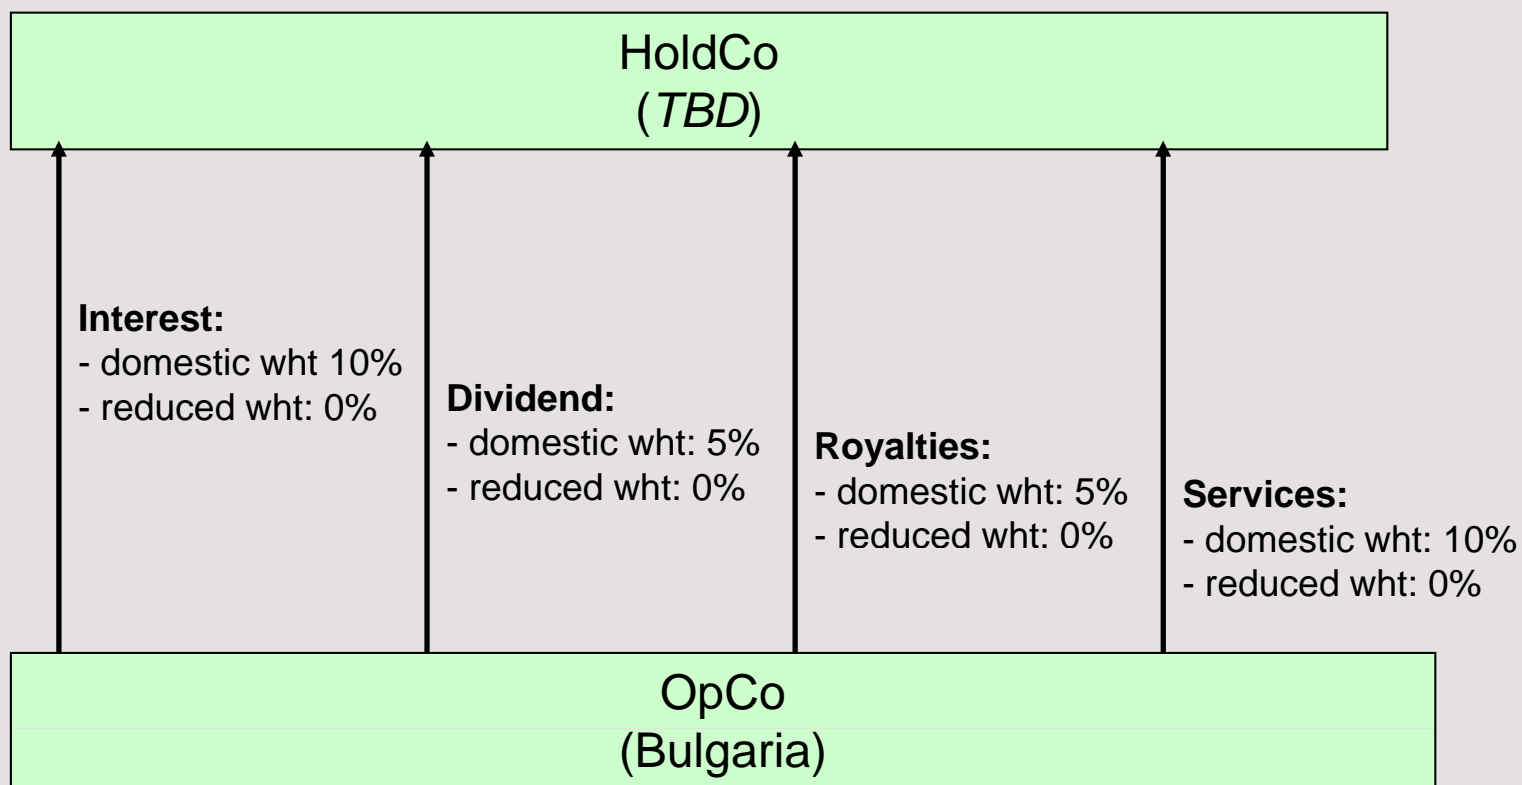 HoldCo
(TBD)
Interest:
- domestic wht 10%
- reduced wht: 0%
Dividend:
- domestic wht: 5%
- reduced wht: 0%
Royalties:
- domestic wht: 5%
- reduced wht: 0%
Services:
- domestic wht: 10%
- reduced wht: 0%
OpCo
(Bulgaria)